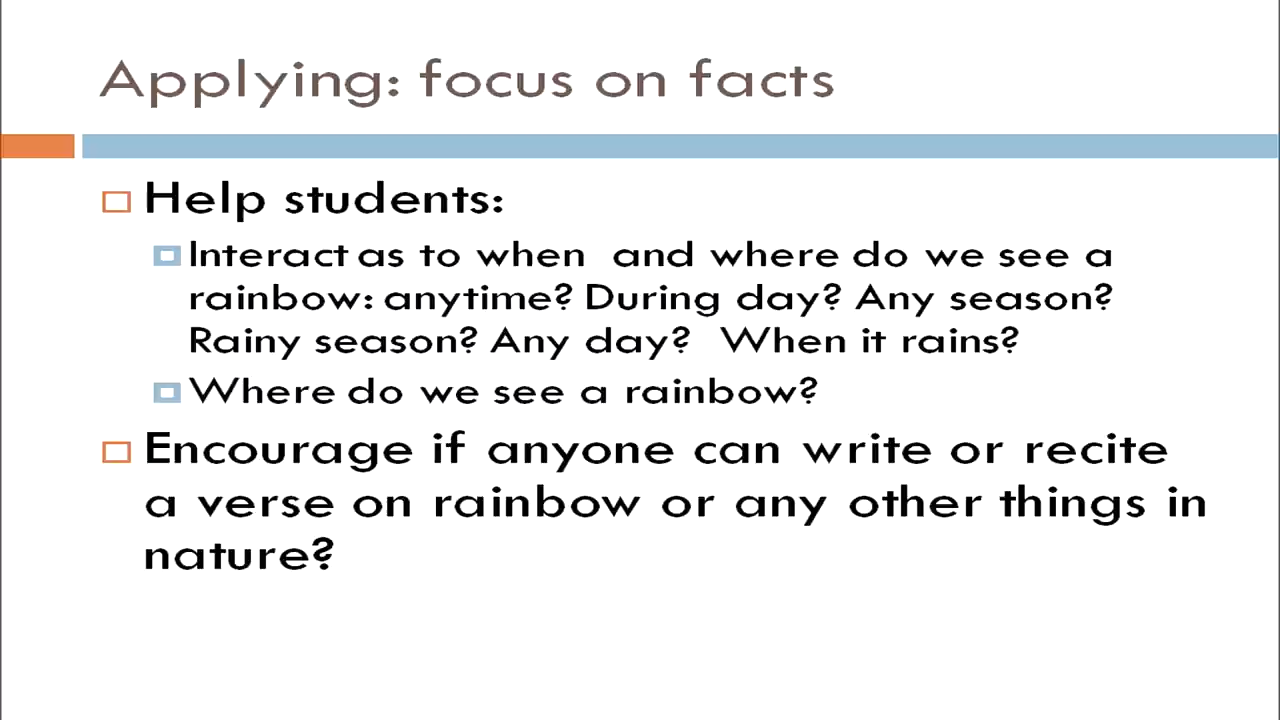 Applying: focus on facts
Help students:
Interact as to when  and where do we see a
rainbow: anytime? During day? Any season?
Rainy season? Any day?  When it rains?
Where do we see a rainbow?
Encourage if anyone can write or recite
a verse on rainbow or any other things in
nature?